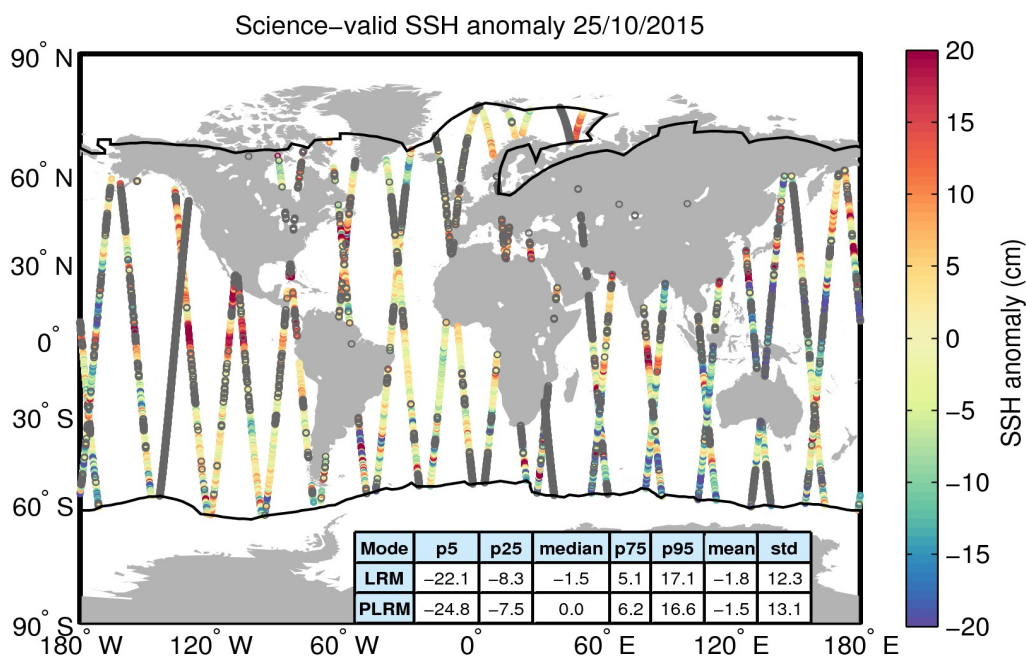 Science−valid SSH anomaly 25/10/2015
90° N
60° N
30° N
0°
30° S
60° S
90° S
180° W
120° W
60° W
0°
60° E
120° E
180° E
Mode p5 p25 median p75 p95 mean std
LRM −22.1 −8.3 −1.5 5.1 17.1 −1.8 12.3
PLRM −24.8 −7.5 0.0 6.2 16.6 −1.5 13.1
20
15
10
5
0
−5
−10
−15
−20
SSH anomaly (cm)